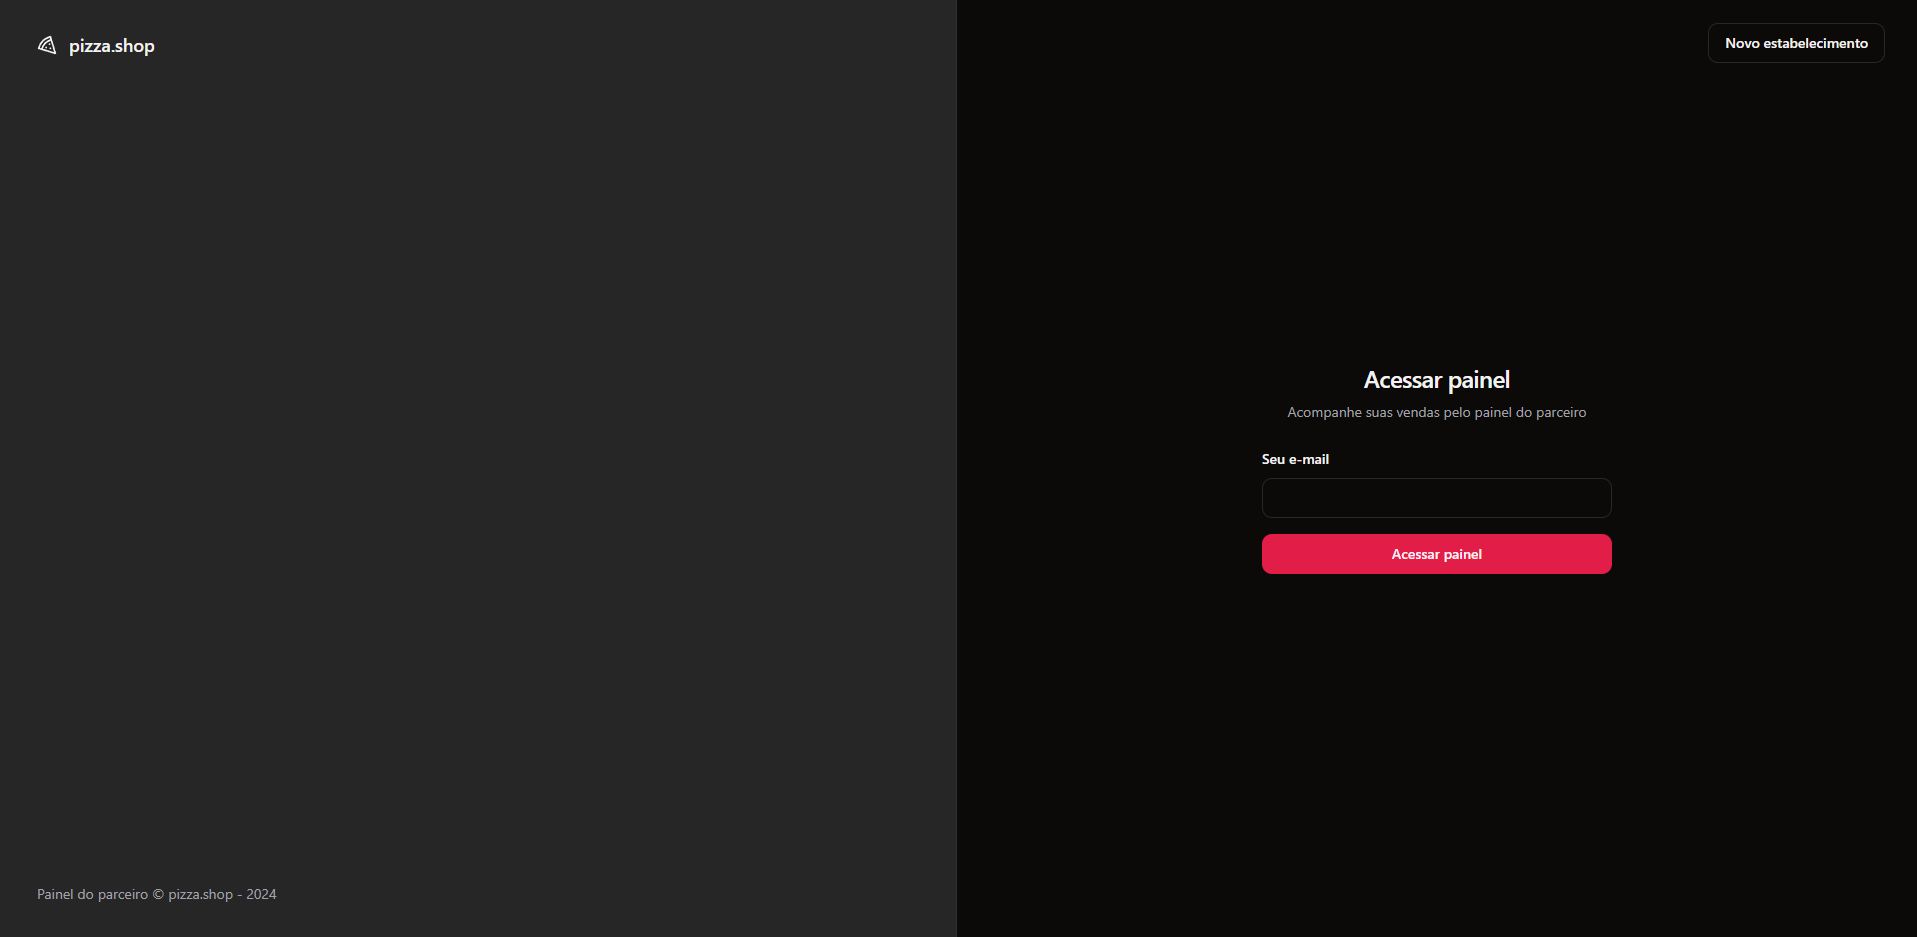 pizza.shop
Novo estabelecimento
Acessar painel
Acompanhe suas vendas pelo painel do parceiro
Seu e-mail
Acessar painel
Painel do parceiro © pizza.shop - 2024